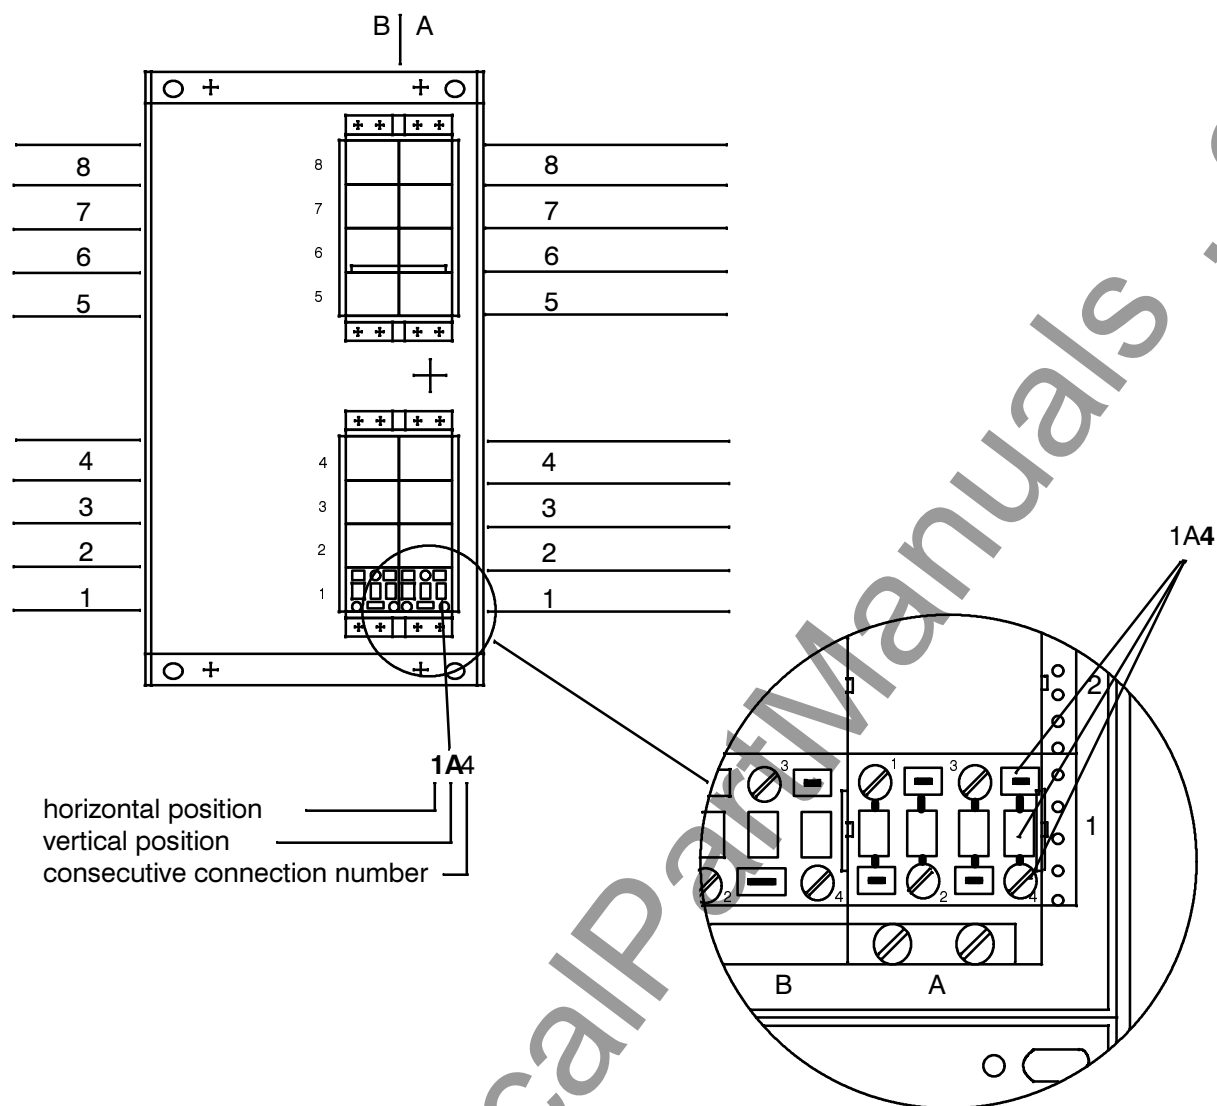 B A
8 8 8
7 7 7
6 6 6
5 5 5
4 4 4
3 3 3
2 2 2
1 1 1
1A4
1A4
horizontal position
vertical position
consecutive connection number
2
3 1 3
1
2 4 2 4
B A
calPartManuals